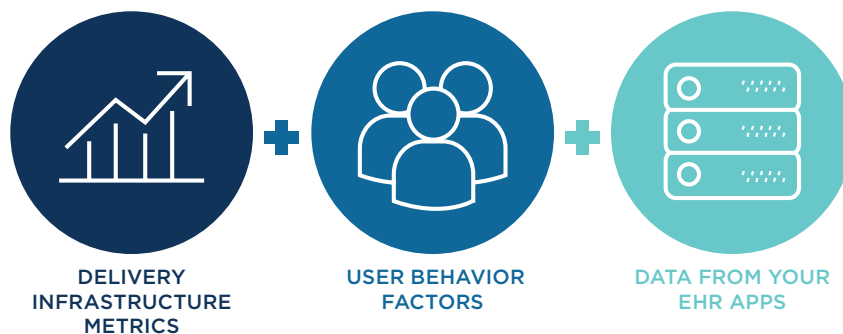 DELIVERY
INFRASTRUCTURE
METRICS
USER BEHAVIOR
FACTORS
DATA FROM YOUR
EHR APPS